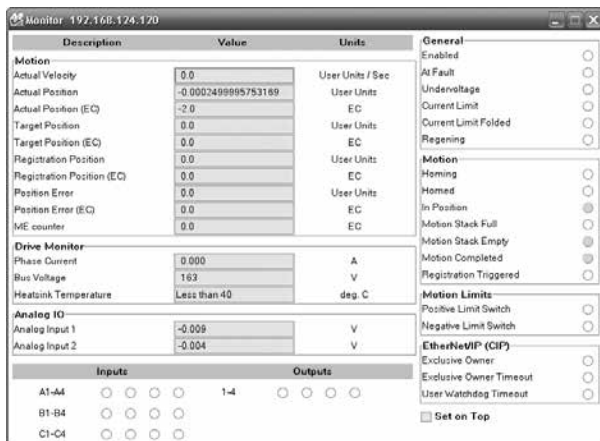 Monitor 192.168.124.120
Description Value Units
Motion
Actual Velocity 0.0 User Units / Sec
Actual Position -0.0002499995753169 User Units
Actual Position (EC) -2.0 EC
Target Position 0.0 User Units
Target Position (EC) 0.0 EC
Registration Position 0.0 User Units
Registration Position (EC) 0.0 EC
Position Error 0.0 User Units
Position Error (EC) 0.0 EC
ME counter 0.0 EC
Drive Monitor
Phase Current 0.000 A
Bus Voltage 163 V
Heatsink Temperature Less than 40 deg. C
Analog IO
Analog Input 1 -0.009 V
Analog Input 2 -0.004 V
Inputs Outputs
A1-A4 1-4
B1-B4
C1-C4
General
Enabled
At Fault
Undervoltage
Current Limit
Current Limit Folded
Regening
Motion
Homing
Homed
In Position
Motion Stack Full
Motion Stack Empty
Motion Completed
Registration Triggered
Motion Limits
Positive Limit Switch
Negative Limit Switch
EtherNet/IP (CIP)
Exclusive Owner
Exclusive Owner Timeout
User Watchdog Timeout
Set on Top